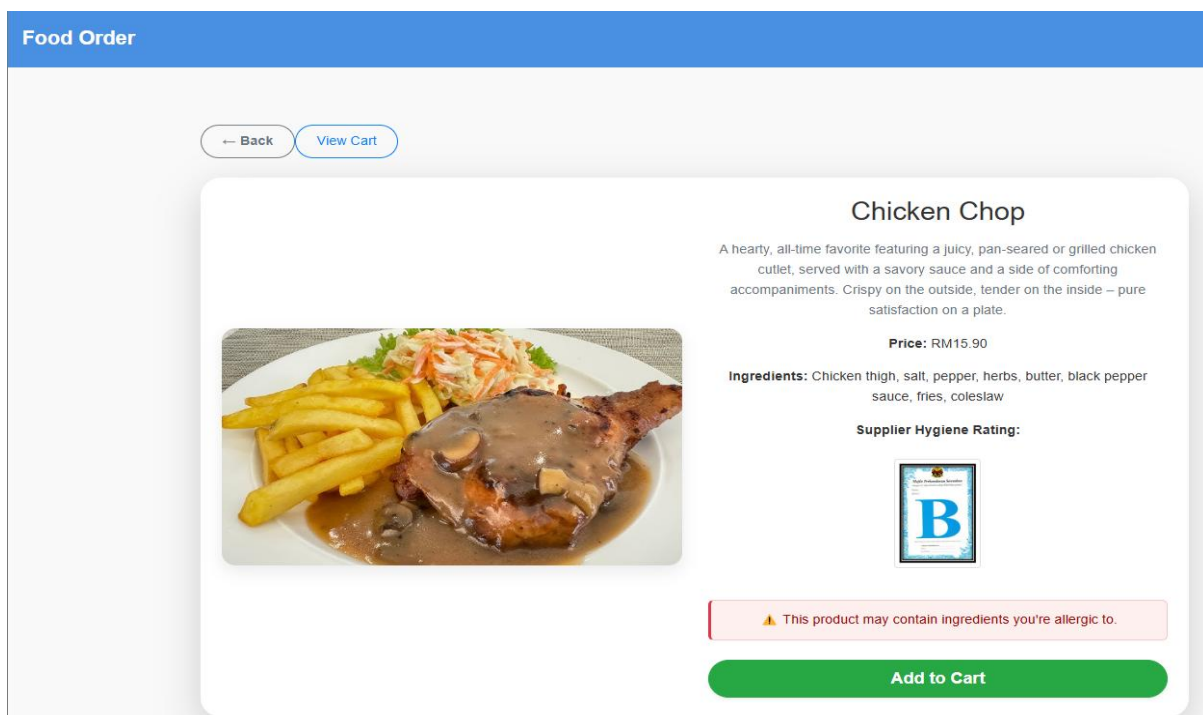 Food Order
← Back
View Cart
Chicken Chop
A hearty, all-time favorite featuring a juicy, pan-seared or grilled chicken
cutlet, served with a savory sauce and a side of comforting
accompaniments. Crispy on the outside, tender on the inside – pure
satisfaction on a plate.
Price: RM15.90
Ingredients: Chicken thigh, salt, pepper, herbs, butter, black pepper
sauce, fries, coleslaw
Supplier Hygiene Rating:
B
⚠ This product may contain ingredients you're allergic to.
Add to Cart